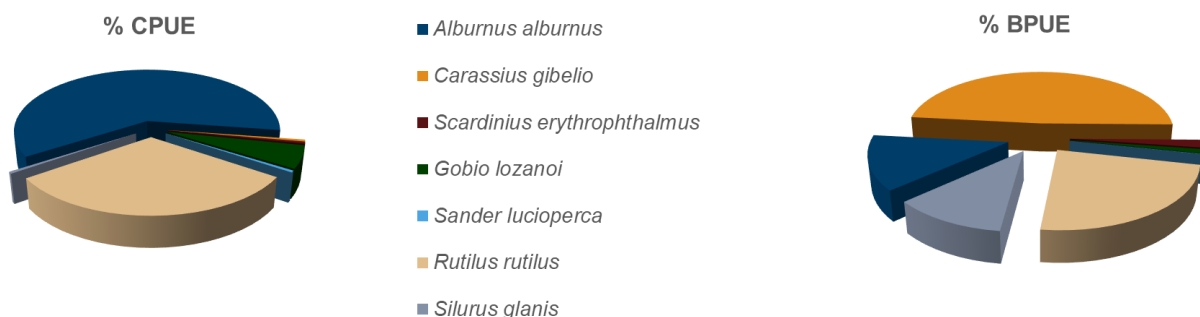 % CPUE
Alburnus alburnus
Carassius gibelio
Scardinius erythrophthalmus
Gobio lozanoi
Sander lucioperca
Rutilus rutilus
Silurus glanis
% BPUE